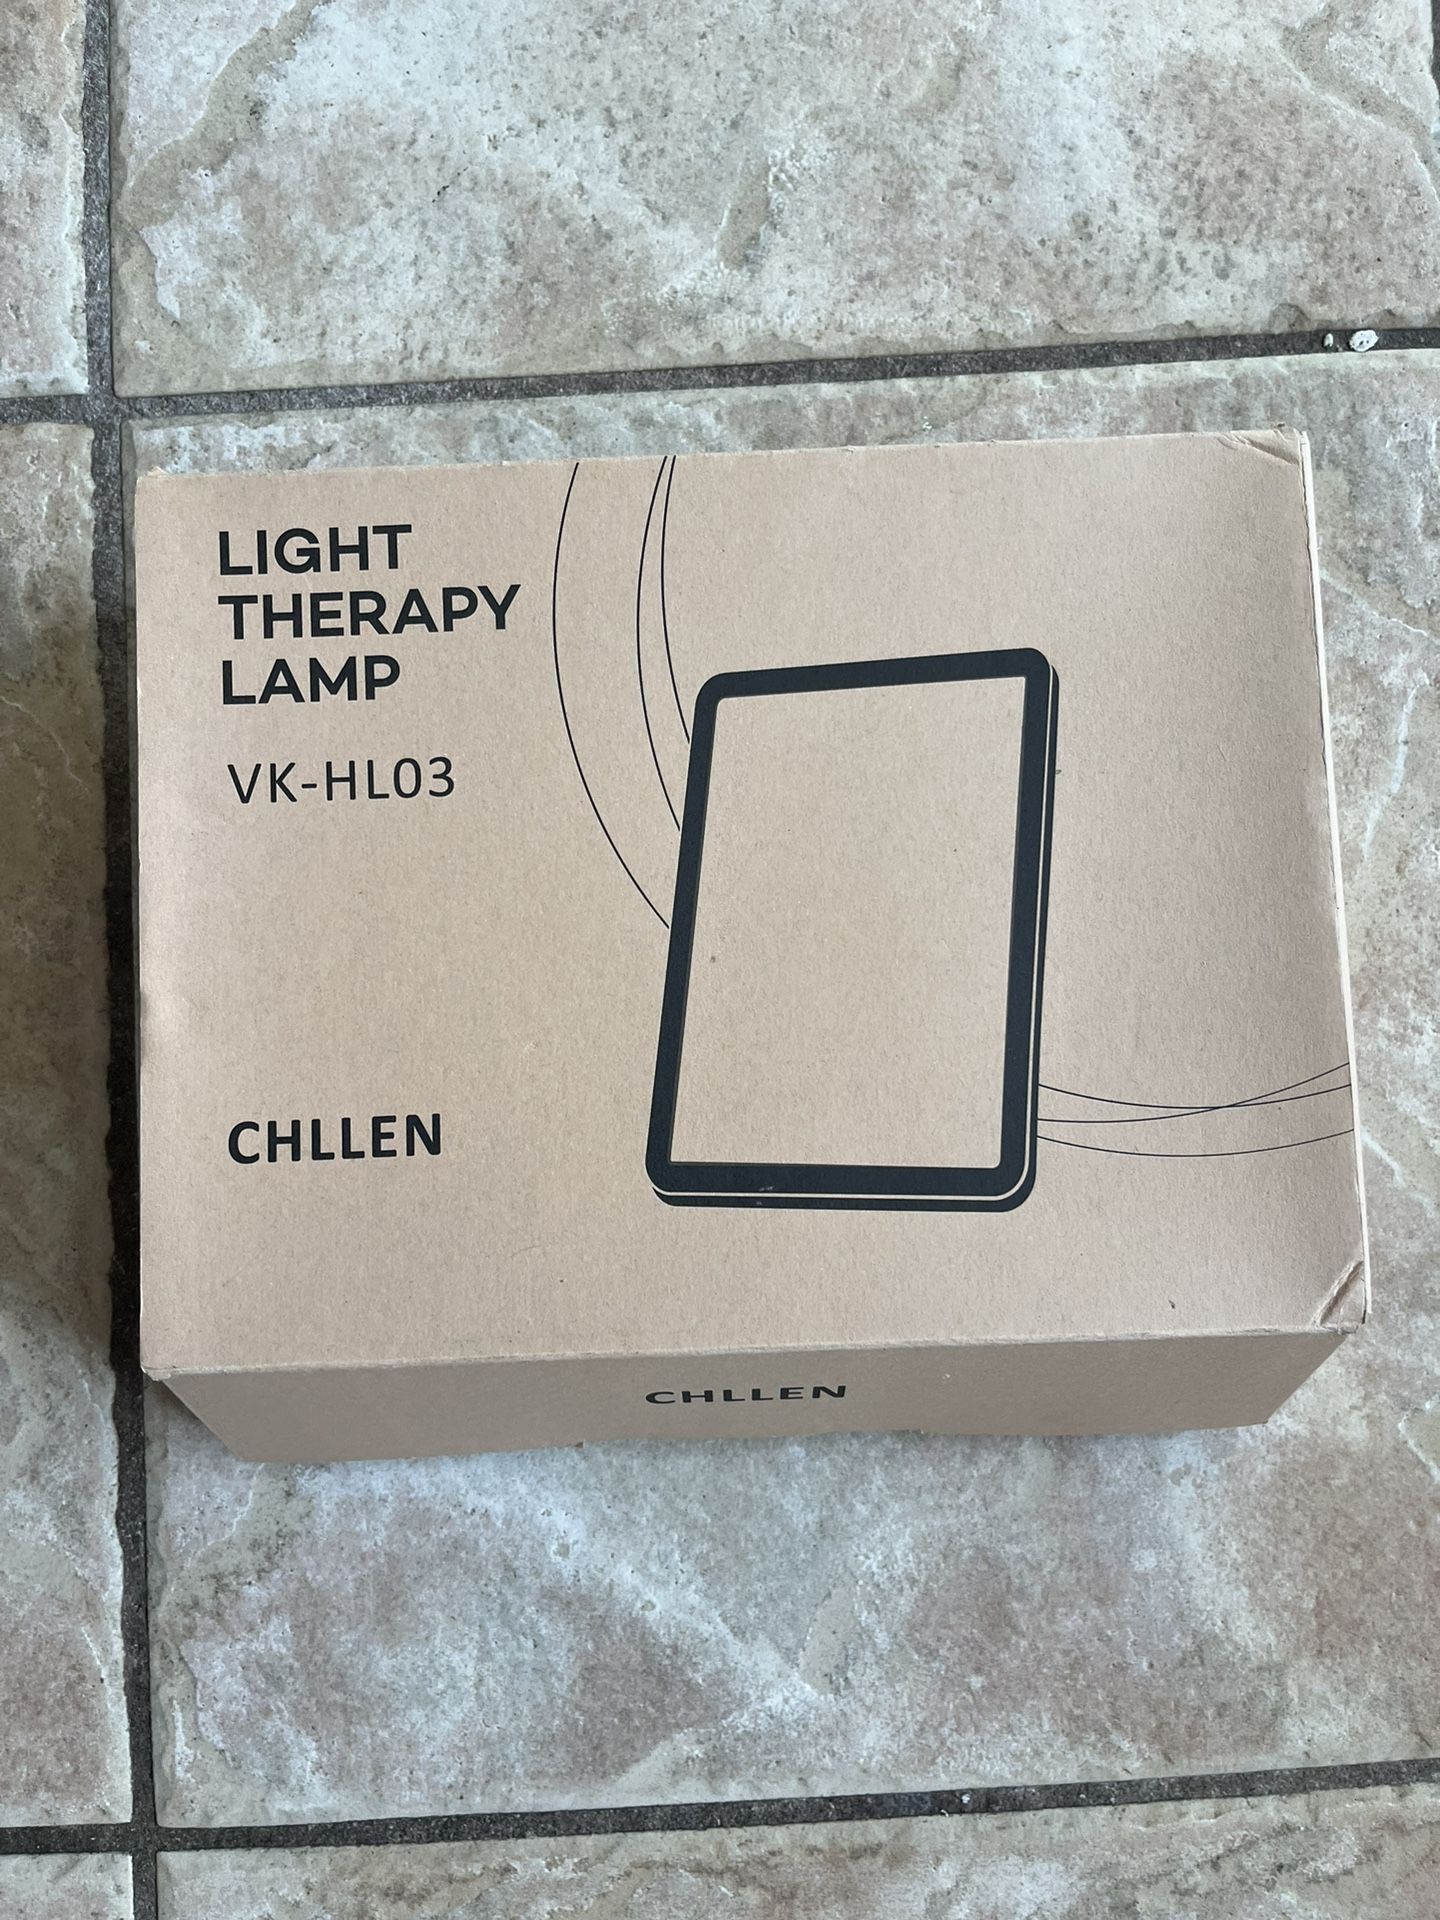 LIGHT
THERAPY
LAMP
VK-HL03
CHLLEN
CHLLEN